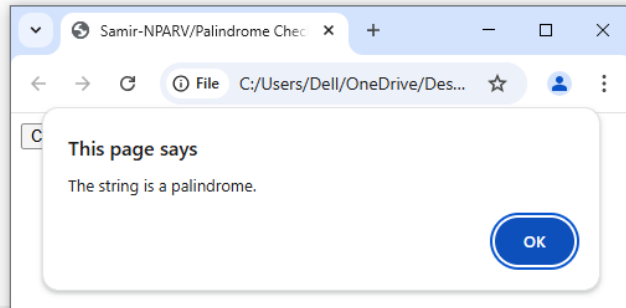 Samir-NPARV/Palindrome Chec
File C:/Users/Dell/OneDrive/Des...
C
This page says
The string is a palindrome.
OK